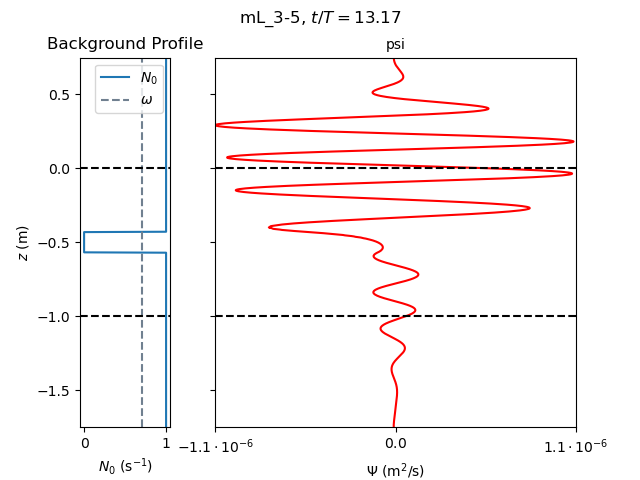 mL_3-5, t/T = 13.17
Background Profile
psi
N₀
ω
0.5
0.0
−0.5
−1.0
−1.5
z (m)
0
1
N₀ (s⁻¹)
−1.1 · 10⁻⁶
0.0
1.1 · 10⁻⁶
Ψ (m²/s)